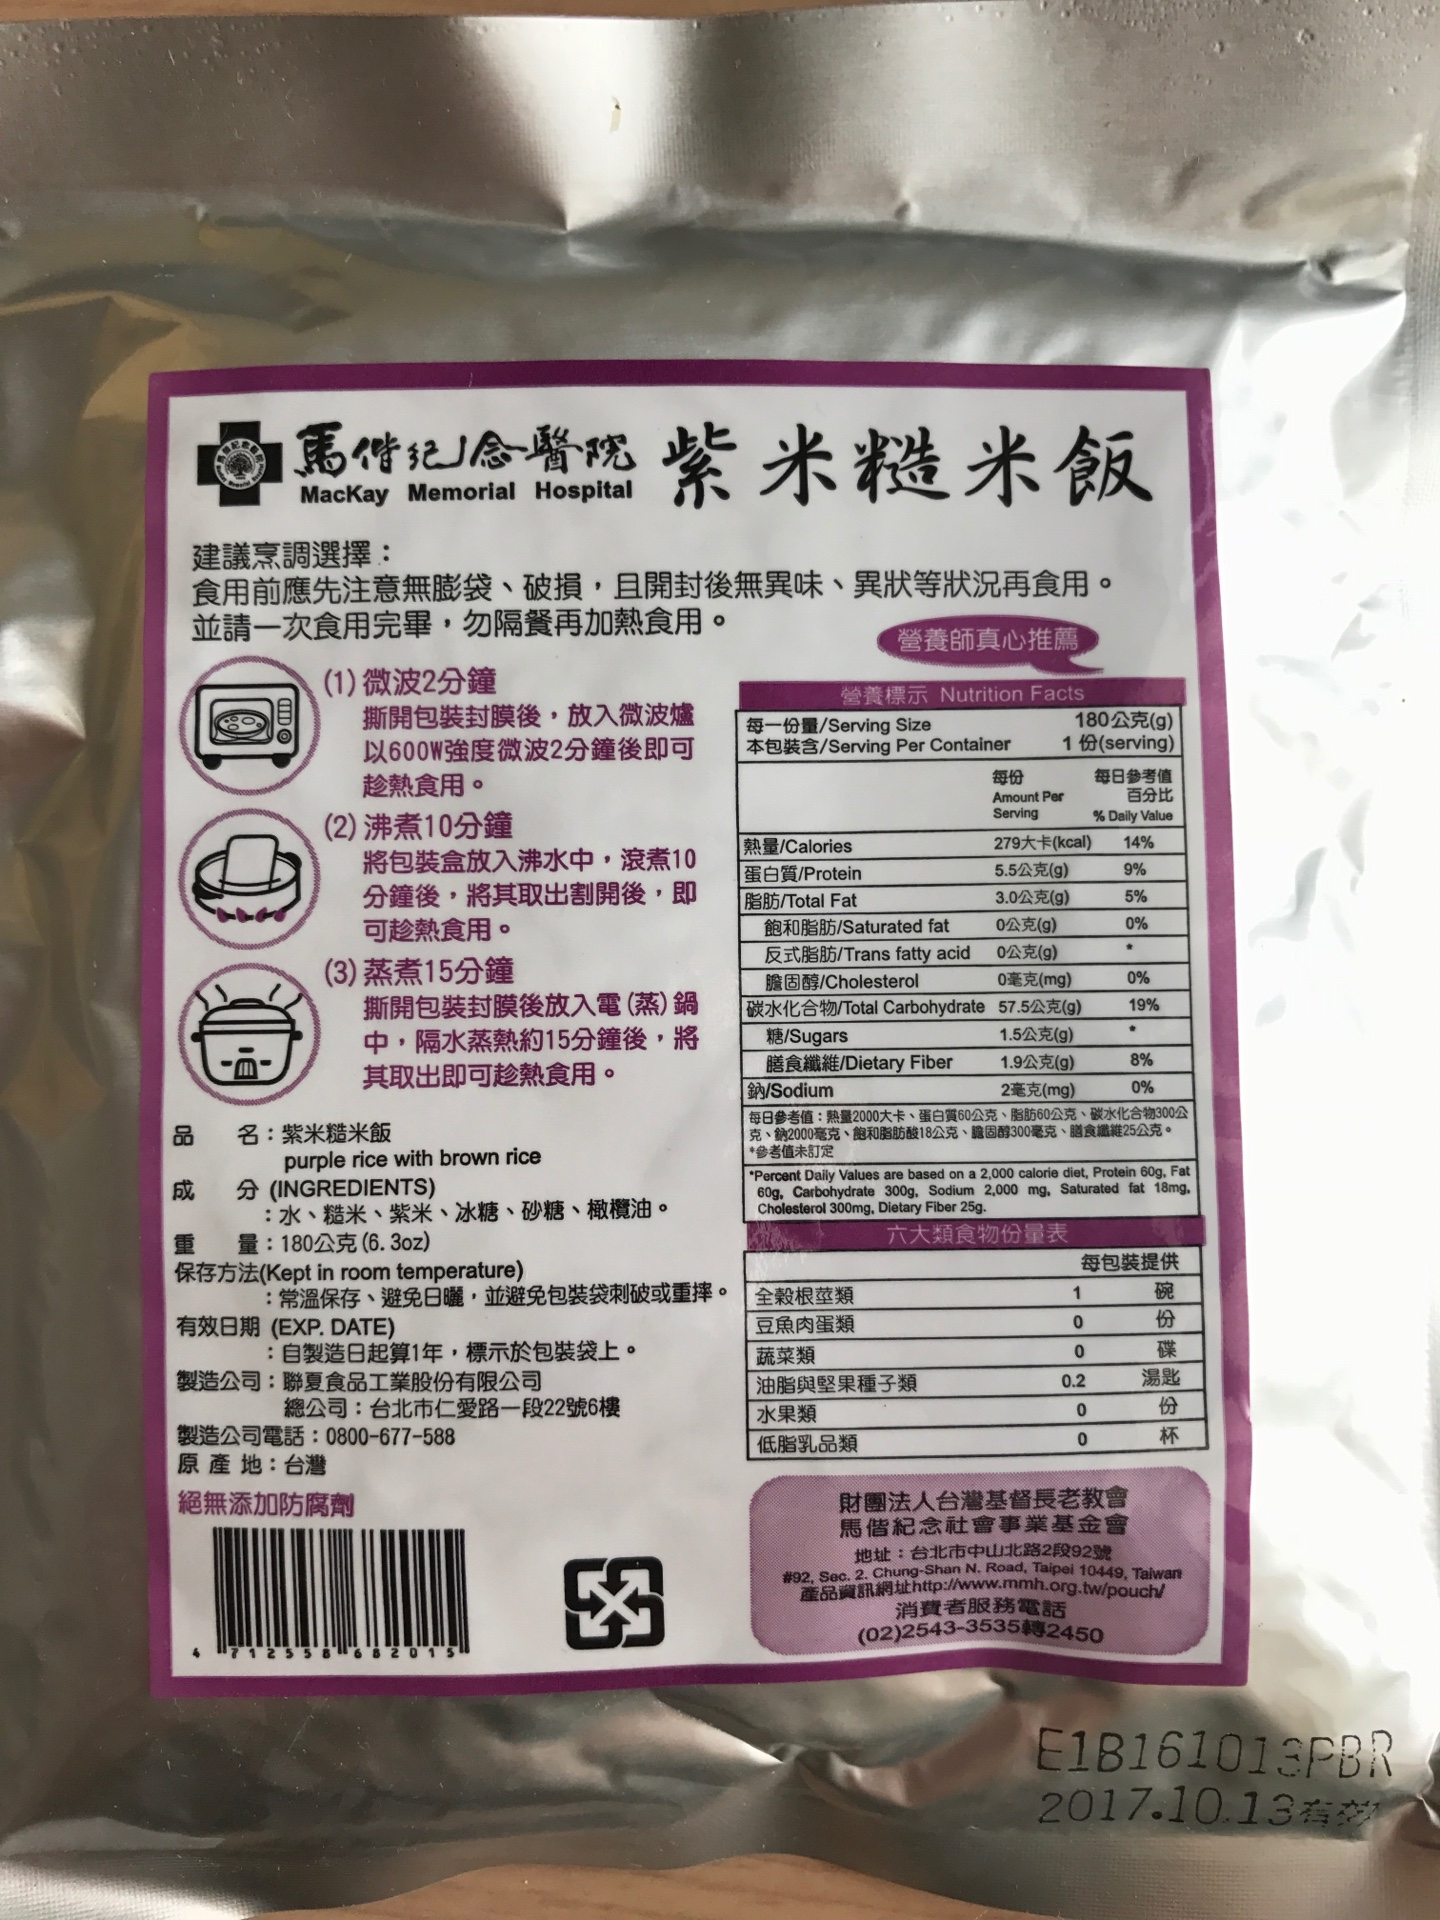 馬偕紀念醫院 紫米糙米飯
MacKay Memorial Hospital
建議烹調選擇：
食用前應先注意無膨袋、破損，且開封後無異味、異狀等狀況再食用。
並請一次食用完畢，勿隔餐再加熱食用。
(1) 微波2分鐘
撕開包裝封膜後，放入微波爐
以600W強度微波2分鐘後即可
趁熱食用。
(2) 沸煮10分鐘
將包裝盒放入沸水中，滾煮10
分鐘後，將其取出割開後，即
可趁熱食用。
(3) 蒸煮15分鐘
撕開包裝封膜後放入電(蒸)鍋
中，隔水蒸熱約15分鐘後，將
其取出即可趁熱食用。
品 名：紫米糙米飯
purple rice with brown rice
成 分 (INGREDIENTS)
：水、糙米、紫米、冰糖、砂糖、橄欖油。
重 量：180公克(6.3oz)
保存方法(Kept in room temperature)
：常溫保存、避免日曬，並避免包裝袋刺破或重摔。
有效日期 (EXP. DATE)
：自製造日起算1年，標示於包裝袋上。
製造公司：聯夏食品工業股份有限公司
總公司：台北市仁愛路一段22號6樓
製造公司電話：0800-677-588
原 產 地：台灣
絕無添加防腐劑
4 712558 682015
營養師真心推薦
營養標示 Nutrition Facts
每一份量/Serving Size 180公克(g)
本包裝含/Serving Per Container 1 份(serving)
每份 每日參考值
Amount Per 百分比
Serving % Daily Value
熱量/Calories 279大卡(kcal) 14%
蛋白質/Protein 5.5公克(g) 9%
脂肪/Total Fat 3.0公克(g) 5%
飽和脂肪/Saturated fat 0公克(g) 0%
反式脂肪/Trans fatty acid 0公克(g) *
膽固醇/Cholesterol 0毫克(mg) 0%
碳水化合物/Total Carbohydrate 57.5公克(g) 19%
糖/Sugars 1.5公克(g) *
膳食纖維/Dietary Fiber 1.9公克(g) 8%
鈉/Sodium 2毫克(mg) 0%
每日參考值：熱量2000大卡、蛋白質60公克、脂肪60公克、碳水化合物300公
克、鈉2000毫克、飽和脂肪酸18公克、膽固醇300毫克、膳食纖維25公克。
*參考值未訂定
*Percent Daily Values are based on a 2,000 calorie diet, Protein 60g, Fat
60g, Carbohydrate 300g, Sodium 2,000 mg, Saturated fat 18mg,
Cholesterol 300mg, Dietary Fiber 25g.
六大類食物份量表
每包裝提供
全穀根莖類 1 碗
豆魚肉蛋類 0 份
蔬菜類 0 碟
油脂與堅果種子類 0.2 湯匙
水果類 0 份
低脂乳品類 0 杯
財團法人台灣基督長老教會
馬偕紀念社會事業基金會
地址：台北市中山北路2段92號
#92, Sec. 2. Chung-Shan N. Road, Taipei 10449, Taiwan
產品資訊網址http://www.mmh.org.tw/pouch/
消費者服務電話
(02)2543-3535轉2450
E1B161013PBR
2017.10.13有效